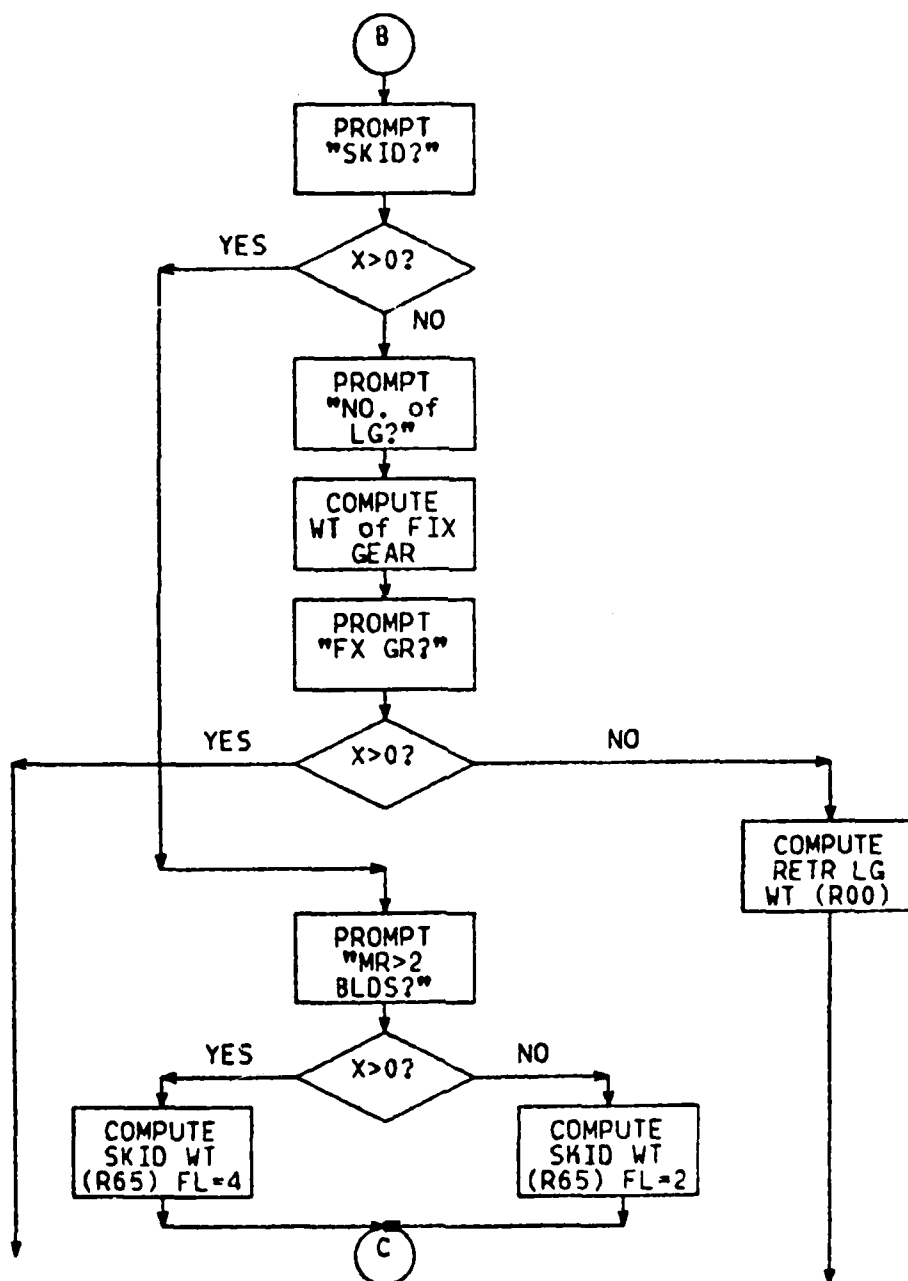 B
PROMPT
"SKID?"
YES
X>0?
NO
PROMPT
"NO. of
LG?"
COMPUTE
WT of FIX
GEAR
PROMPT
"FX GR?"
YES
X>0?
NO
COMPUTE
RETR LG
WT (R00)
PROMPT
"MR>2
BLDS?"
YES
X>0?
NO
COMPUTE
SKID WT
(R65) FL=4
COMPUTE
SKID WT
(R65) FL=2
C